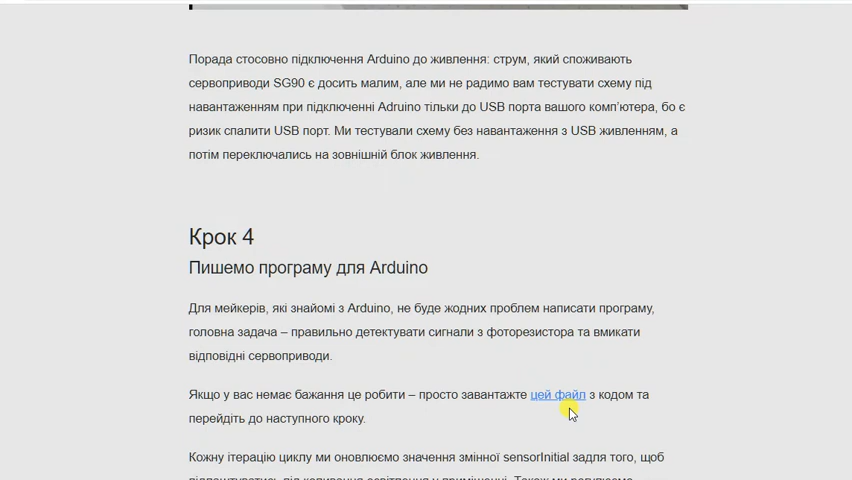 Порада стосовно підключення Arduino до живлення: струм, який споживають
сервоприводи SG90 є досить малим, але ми не радимо вам тестувати схему під
навантаженням при підключенні Adruino тільки до USB порта вашого комп'ютера, бо є
ризик спалити USB порт. Ми тестували схему без навантаження з USB живленням, а
потім переключались на зовнішній блок живлення.
Крок 4
Пишемо програму для Arduino
Для мейкерів, які знайомі з Arduino, не буде жодних проблем написати програму,
головна задача – правильно детектувати сигнали з фоторезистора та вмикати
відповідні сервоприводи.
Якщо у вас немає бажання це робити – просто завантажте цей файл з кодом та
перейдіть до наступного кроку.
Кожну ітерацію циклу ми оновлюємо значення змінної sensorInitial задля того, щоб